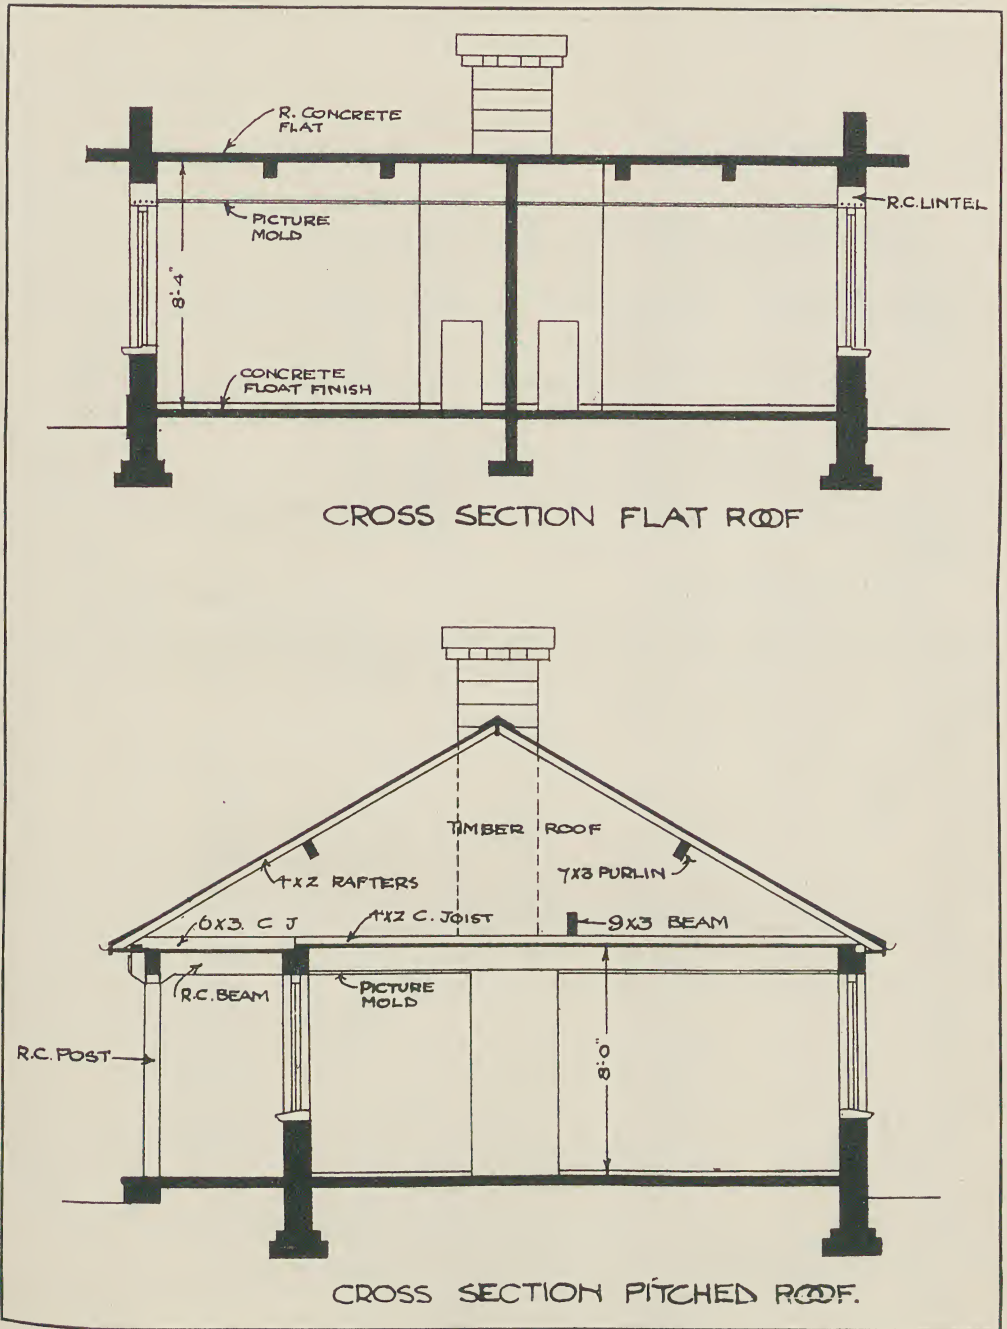 R. CONCRETE
FLAT
PICTURE
MOLD
R.C. LINTEL
8'-4"
CONCRETE
FLOAT FINISH
CROSS SECTION FLAT ROOF
TIMBER ROOF
4X2 RAFTERS
7X3 PURLIN
6X3. C J
4X2 C. JOIST
9X3 BEAM
R.C. BEAM
PICTURE
MOLD
R.C. POST
8'-0"
CROSS SECTION PITCHED ROOF.